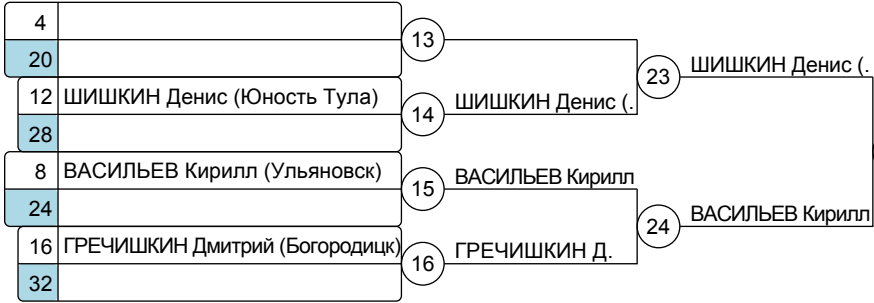 4
20
13
12 ШИШКИН Денис (Юность Тула)
28
14
ШИШКИН Денис (.
23
ШИШКИН Денис (.
8 ВАСИЛЬЕВ Кирилл (Ульяновск)
24
15
ВАСИЛЬЕВ Кирилл
16 ГРЕЧИШКИН Дмитрий (Богородицк)
32
16
ГРЕЧИШКИН Д.
24
ВАСИЛЬЕВ Кирилл